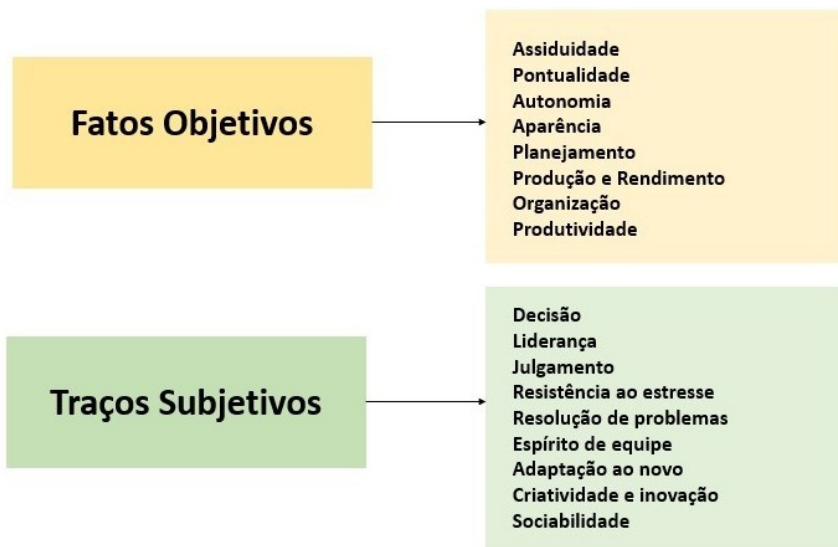 Fatos Objetivos
Assiduidade
Pontualidade
Autonomia
Aparência
Planejamento
Produção e Rendimento
Organização
Produtividade
Traços Subjetivos
Decisão
Liderança
Julgamento
Resistência ao estresse
Resolução de problemas
Espírito de equipe
Adaptação ao novo
Criatividade e inovação
Sociabilidade